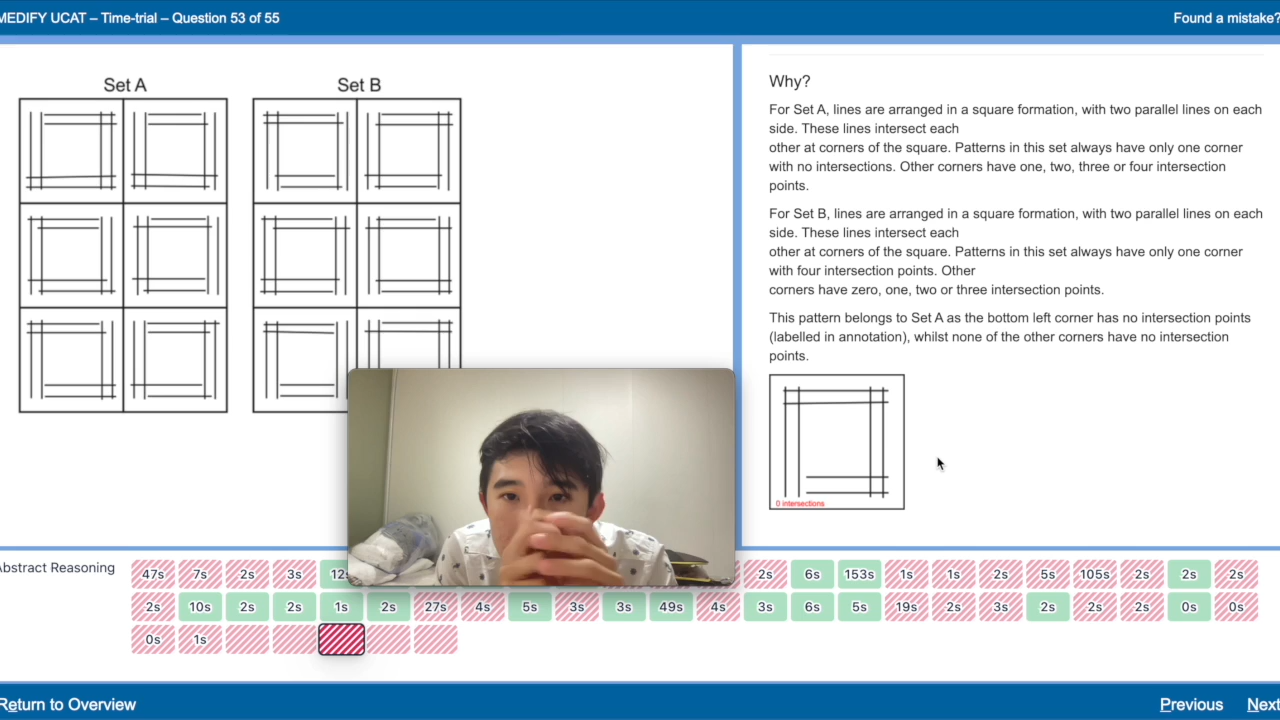 MEDIFY UCAT – Time-trial – Question 53 of 55
Found a mistake?
Set A
Set B
Why?
For Set A, lines are arranged in a square formation, with two parallel lines on each
side. These lines intersect each
other at corners of the square. Patterns in this set always have only one corner
with no intersections. Other corners have one, two, three or four intersection
points.
For Set B, lines are arranged in a square formation, with two parallel lines on each
side. These lines intersect each
other at corners of the square. Patterns in this set always have only one corner
with four intersection points. Other
corners have zero, one, two or three intersection points.
This pattern belongs to Set A as the bottom left corner has no intersection points
(labelled in annotation), whilst none of the other corners have no intersection
points.
0 intersections
Abstract Reasoning
47s 7s 2s 3s 12s 2s 6s 153s 1s 1s 2s 5s 105s 2s 2s 2s
2s 10s 2s 2s 1s 2s 27s 4s 5s 3s 3s 49s 4s 3s 6s 5s 19s 2s 3s 2s 2s 2s 0s 0s
0s 1s
Return to Overview
Previous
Next